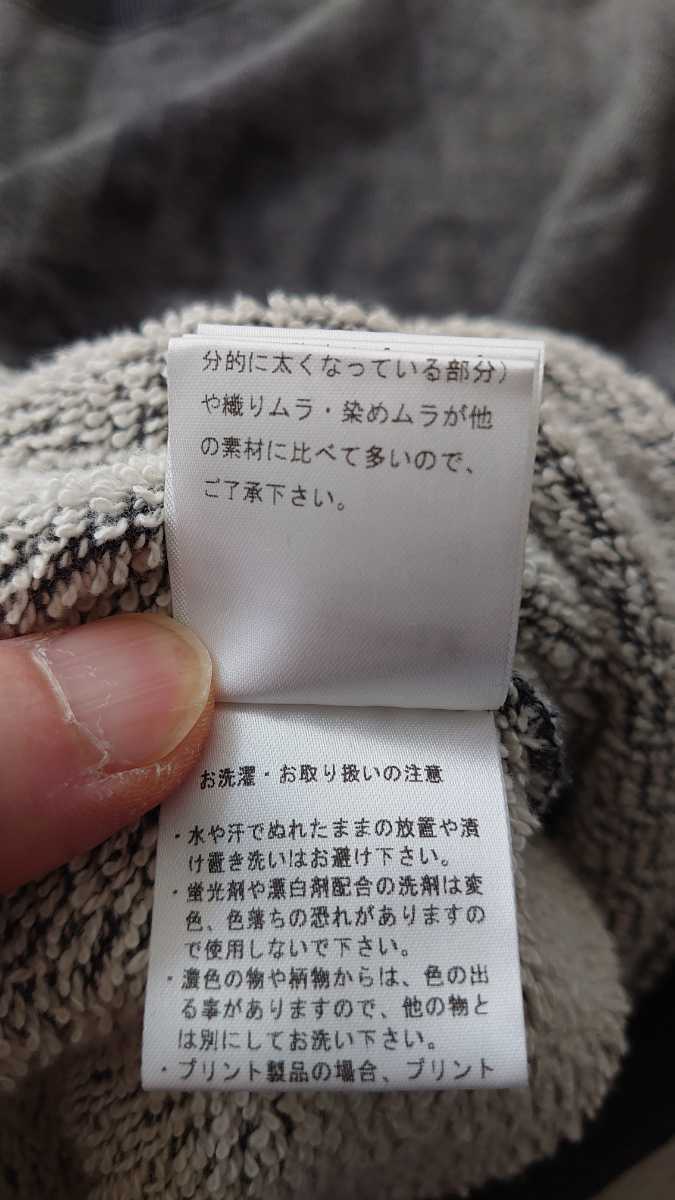 分的に太くなっている部分）
や織りムラ・染めムラが他
の素材に比べて多いので、
ご了承下さい。
お洗濯・お取り扱いの注意
・水や汗でぬれたままの放置や漬
け置き洗いはお避け下さい。
・蛍光剤や漂白剤配合の洗剤は変
色、色落ちの恐れがありますの
で使用しないで下さい。
・濃色の物や柄物からは、色の出
る事がありますので、他の物と
は別にしてお洗い下さい。
・プリント製品の場合、プリント